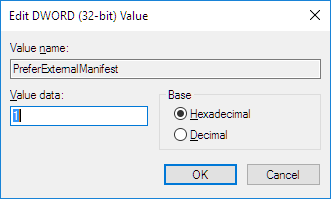 Edit DWORD (32-bit) Value
Value name:
PreferExternalManifest
Value data:
1
Base
Hexadecimal
Decimal
OK
Cancel